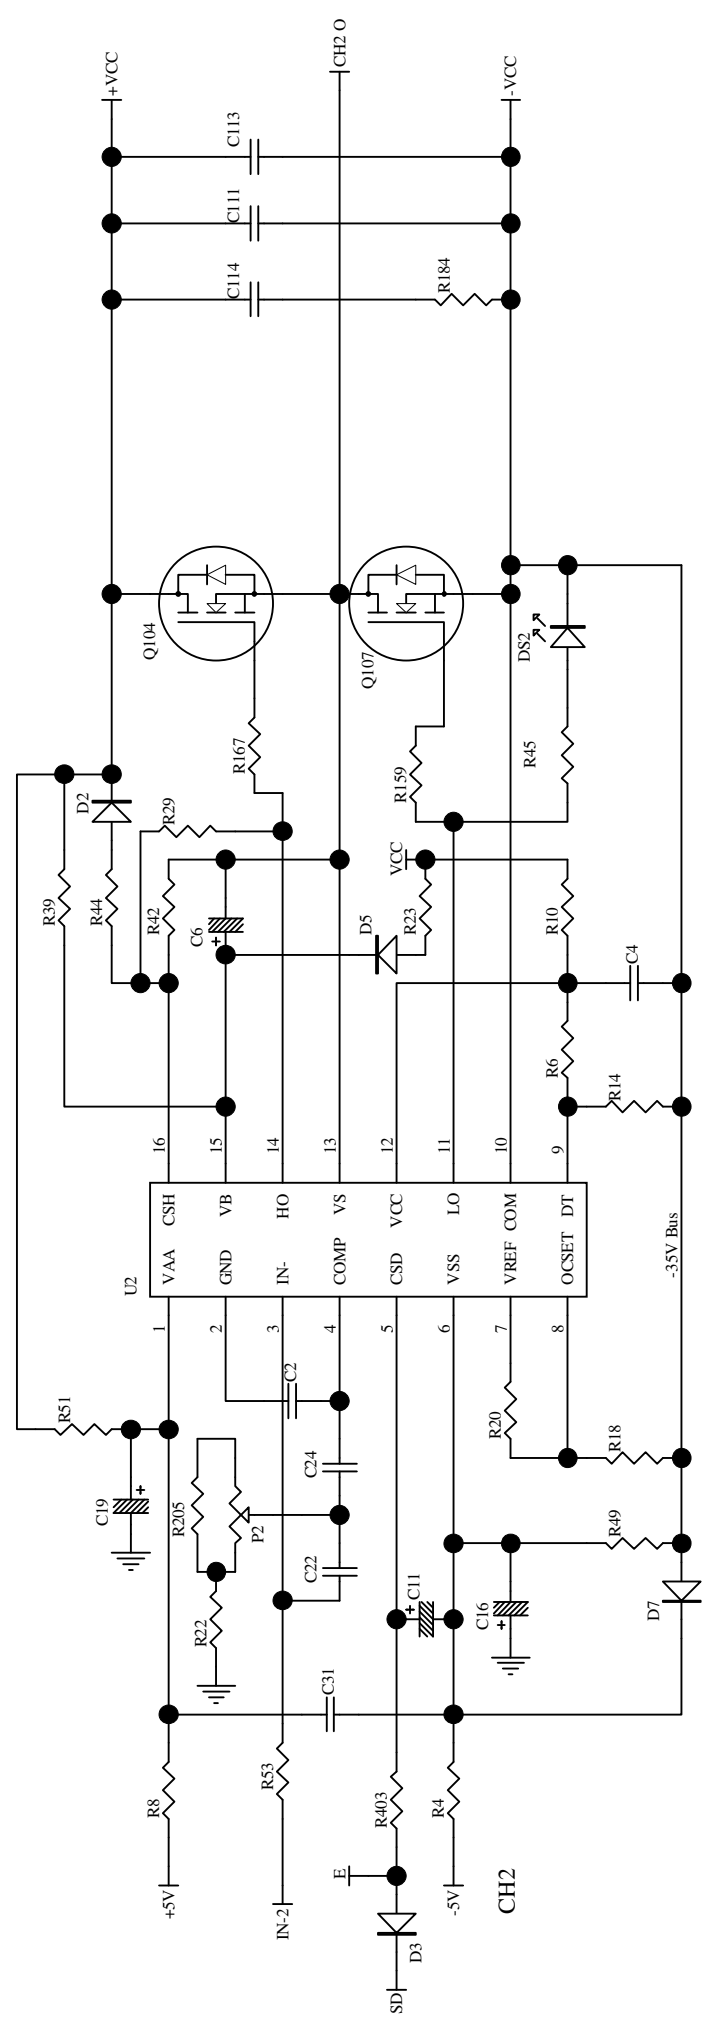 +VCC
CH2 O
-VCC
C113
C111
C114
R184
Q104
Q107
DS2
R167
R159
R45
D2
R29
R39
R44
R42
C6
D5
VCC
R23
R10
C4
R6
R14
16
15
14
13
12
11
10
9
CSH
VB
HO
VS
VCC
LO
COM
DT
U2
VAA
GND
IN-
COMP
CSD
VSS
VREF
OCSET
-35V Bus
1
2
3
4
5
6
7
8
C2
R51
R20
R18
C19
+
R205
P2
C24
C22
R49
R22
C11
+
C16
+
D7
C31
R8
R53
R403
R4
+5V
IN-2
E
-5V
CH2
D3
SD
+